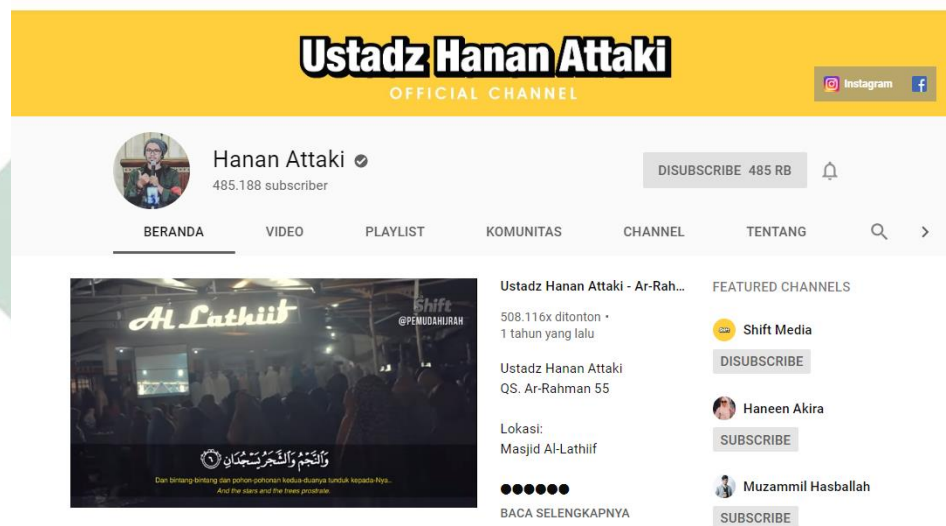 Ustadz Hanan Attaki
OFFICIAL CHANNEL
Instagram
Hanan Attaki
485.188 subscriber
DISUBSCRIBE 485 RB
BERANDA VIDEO PLAYLIST KOMUNITAS CHANNEL TENTANG
Al Lathiif
Shift
@PEMUDAHIJRAH
وَالنَّجْمُ وَالشَّجَرُ يَسْجُدَانِ ﴿٦﴾
Dan bintang-bintang dan pohon-pohonan kedua-duanya tunduk kepada-Nya..
And the stars and the trees prostrate.
Ustadz Hanan Attaki - Ar-Rah...
508.116x ditonton •
1 tahun yang lalu
Ustadz Hanan Attaki
QS. Ar-Rahman 55
Lokasi:
Masjid Al-Lathiif
●●●●●●
BACA SELENGKAPNYA
FEATURED CHANNELS
Shift Media
DISUBSCRIBE
Haneen Akira
SUBSCRIBE
Muzammil Hasballah
SUBSCRIBE